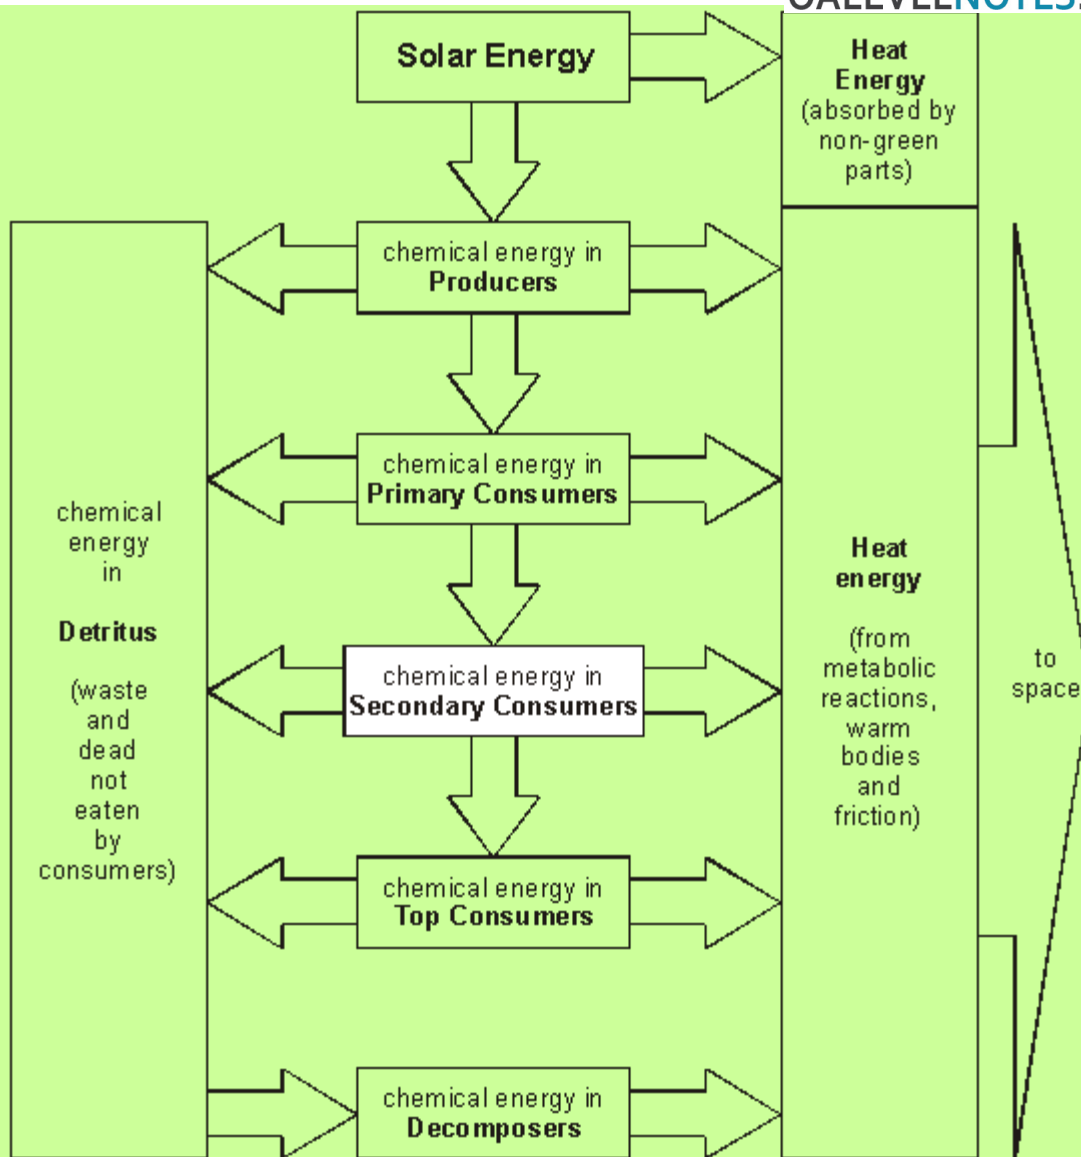 OALEVELNOTES
Solar Energy
Heat
Energy
(absorbed by
non-green
parts)
chemical energy in
Producers
chemical energy in
Primary Consumers
chemical
energy
in
Detritus
(waste
and
dead
not
eaten
by
consumers)
Heat
energy
(from
metabolic
reactions,
warm
bodies
and
friction)
to
space
chemical energy in
Secondary Consumers
chemical energy in
Top Consumers
chemical energy in
Decomposers